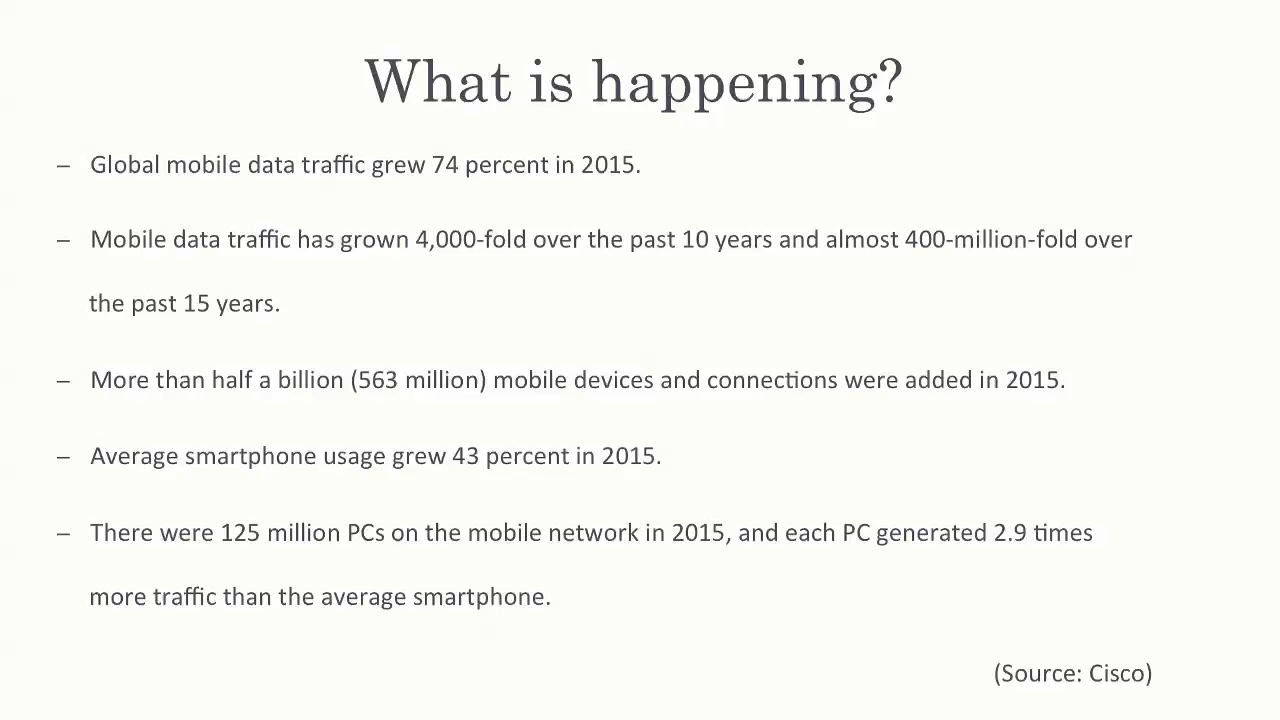 What is happening?
– Global mobile data traffic grew 74 percent in 2015.
– Mobile data traffic has grown 4,000-fold over the past 10 years and almost 400-million-fold over
the past 15 years.
– More than half a billion (563 million) mobile devices and connections were added in 2015.
– Average smartphone usage grew 43 percent in 2015.
– There were 125 million PCs on the mobile network in 2015, and each PC generated 2.9 times
more traffic than the average smartphone.
(Source: Cisco)